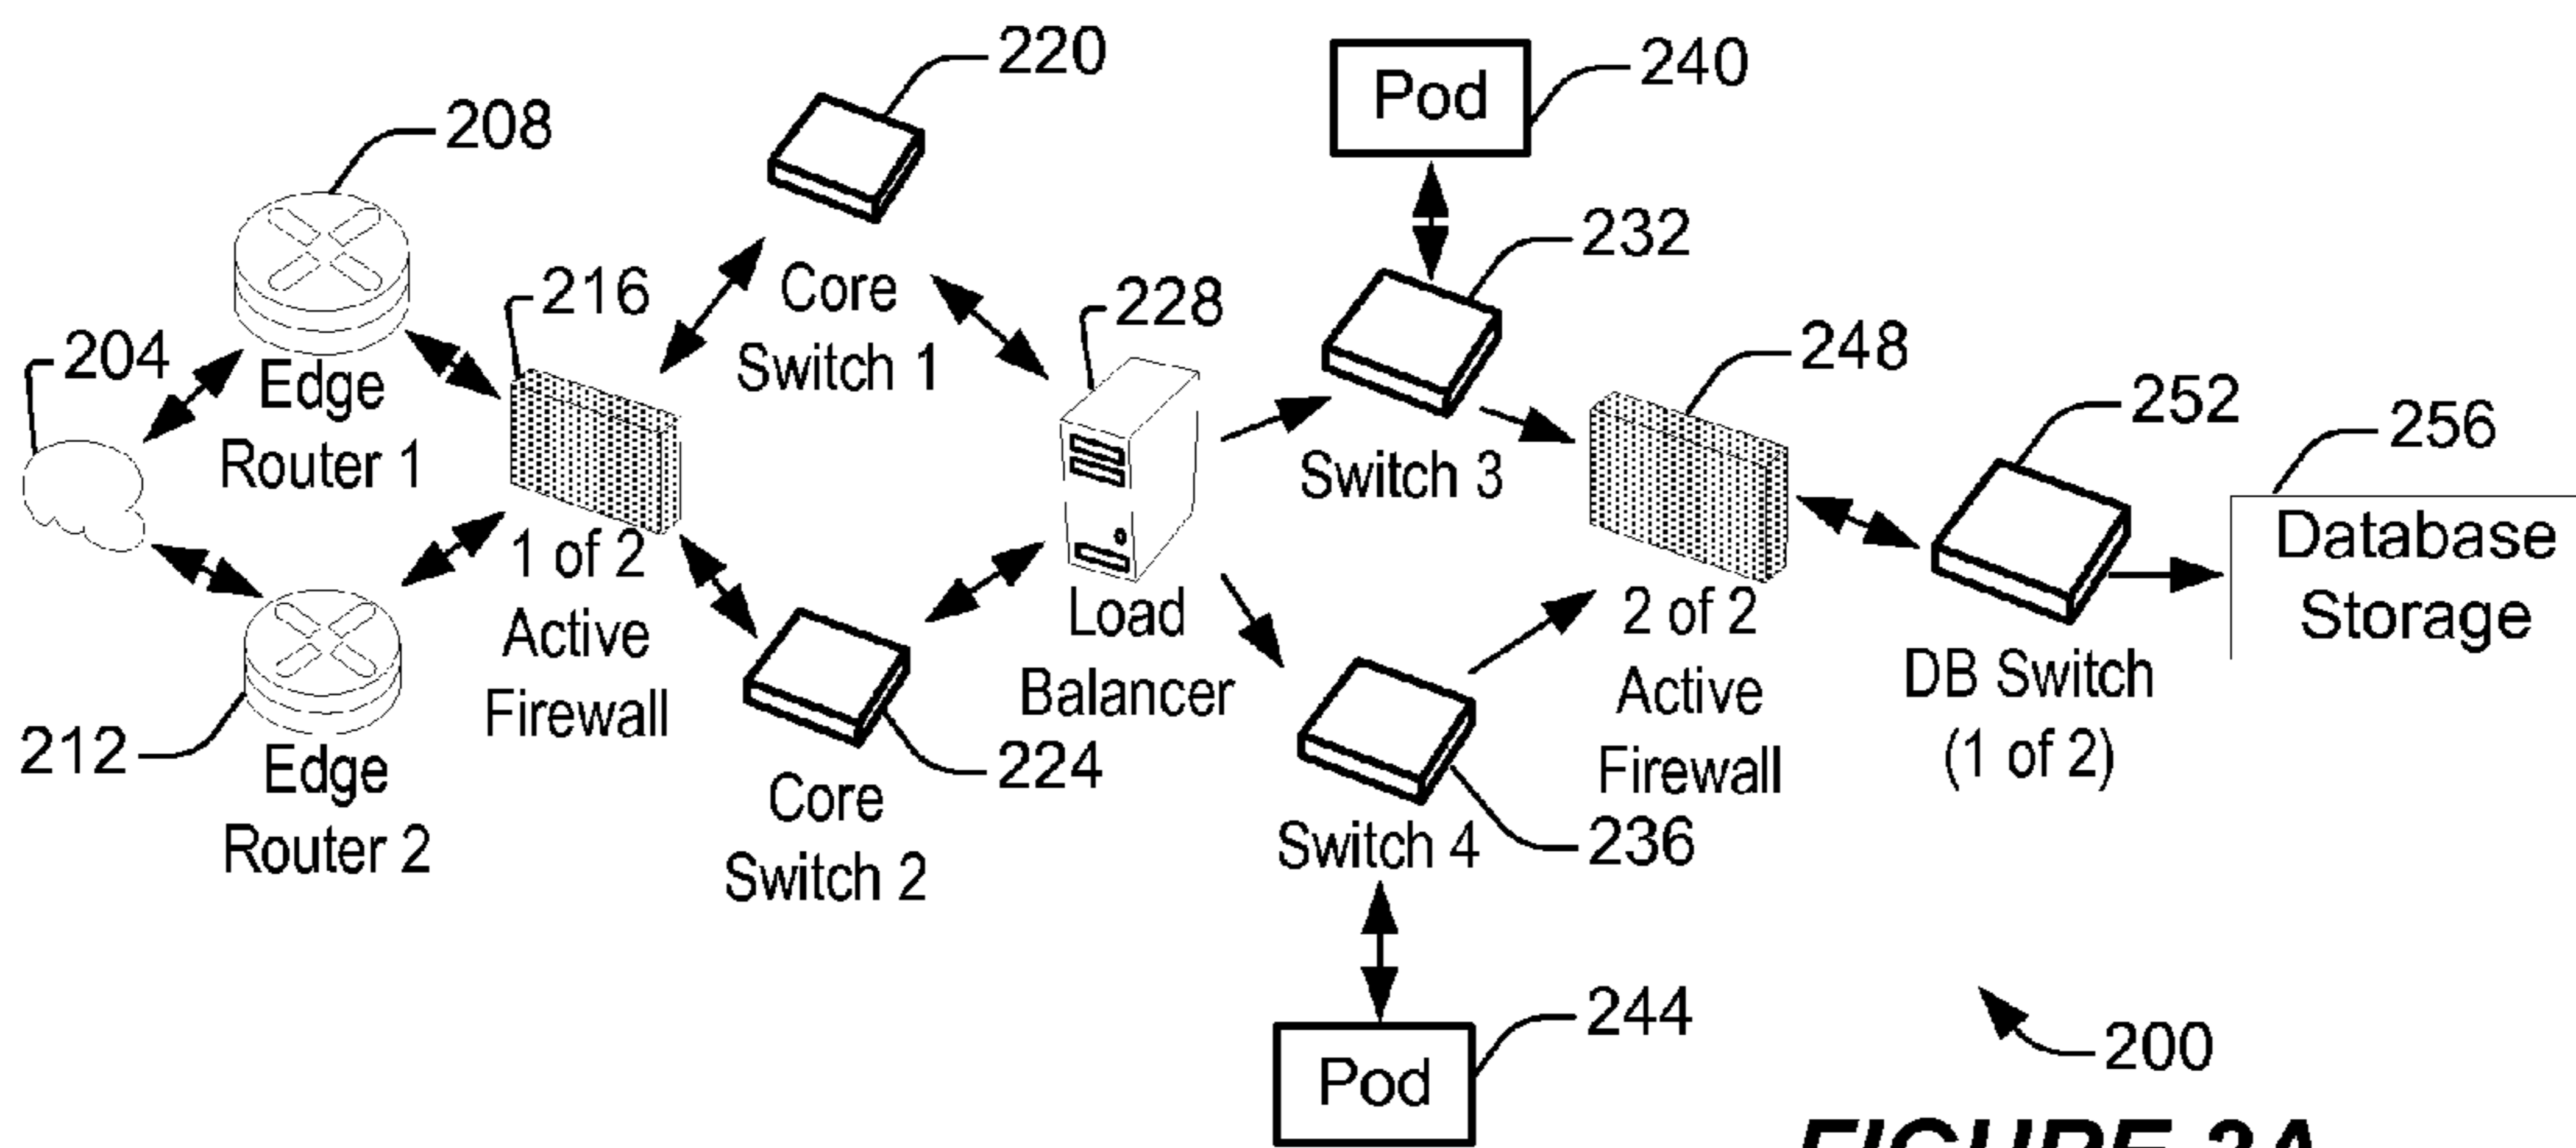 220
Pod
240
208
232
Core
Switch 1
216
228
204
248
Edge
Router 1
252
256
Switch 3
Database
Storage
1 of 2
Active
Firewall
Load
Balancer
2 of 2
Active
Firewall
DB Switch
(1 of 2)
212
Edge
Router 2
224
Core
Switch 2
Switch 4
236
244
Pod
200
FIGURE 2A